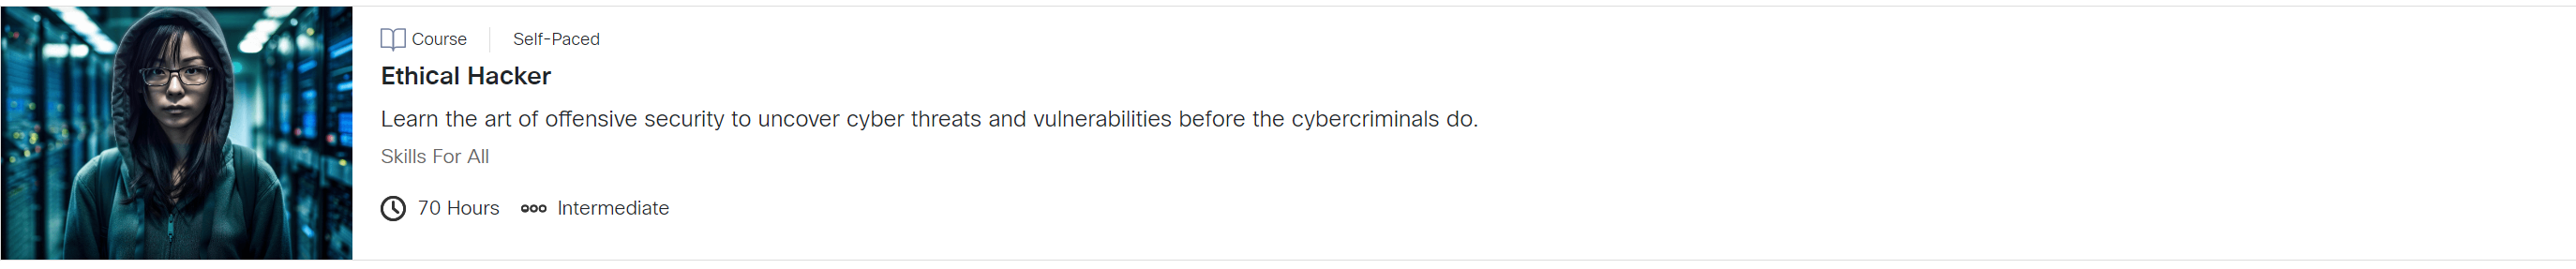 Course Self-Paced
Ethical Hacker
Learn the art of offensive security to uncover cyber threats and vulnerabilities before the cybercriminals do.
Skills For All
70 Hours Intermediate